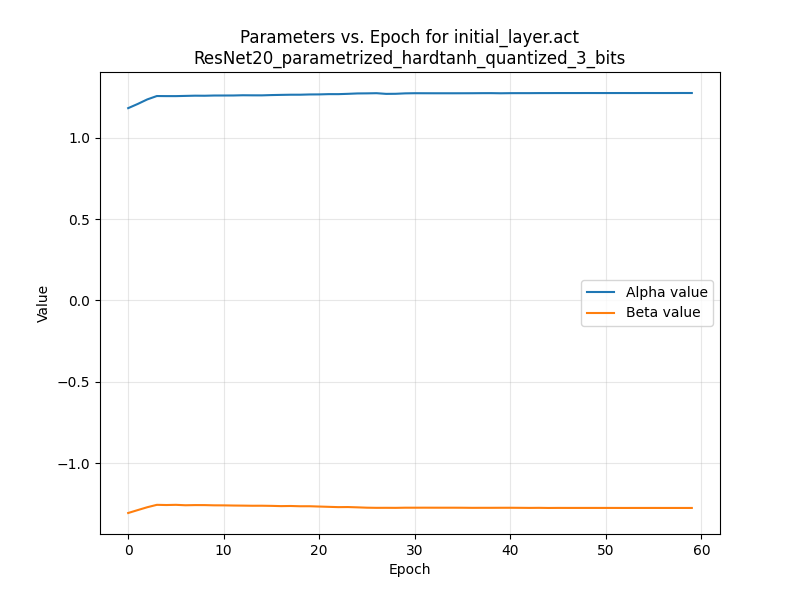 Parameters vs. Epoch for initial_layer.act
ResNet20_parametrized_hardtanh_quantized_3_bits
1.0
0.5
0.0
−0.5
−1.0
Value
Alpha value
Beta value
0 10 20 30 40 50 60
Epoch